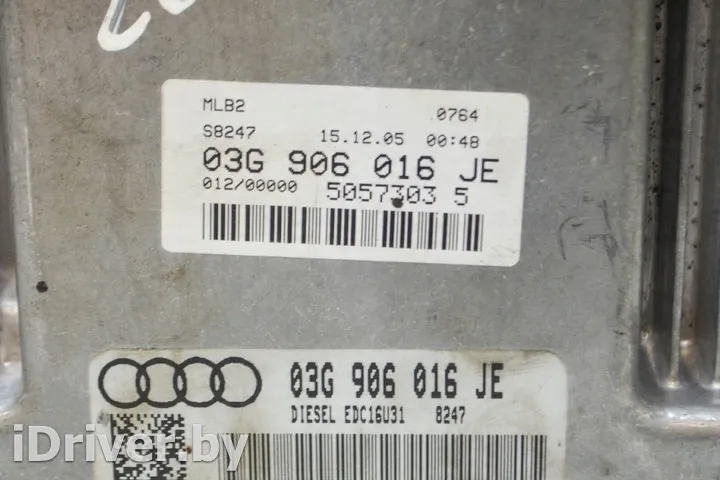 MLB2 0764
S8247 15.12.05 00:48
03G 906 016 JE
012/00000 5057303 5
03G 906 016 JE
DIESEL EDC16U31 8247
iDriver.by